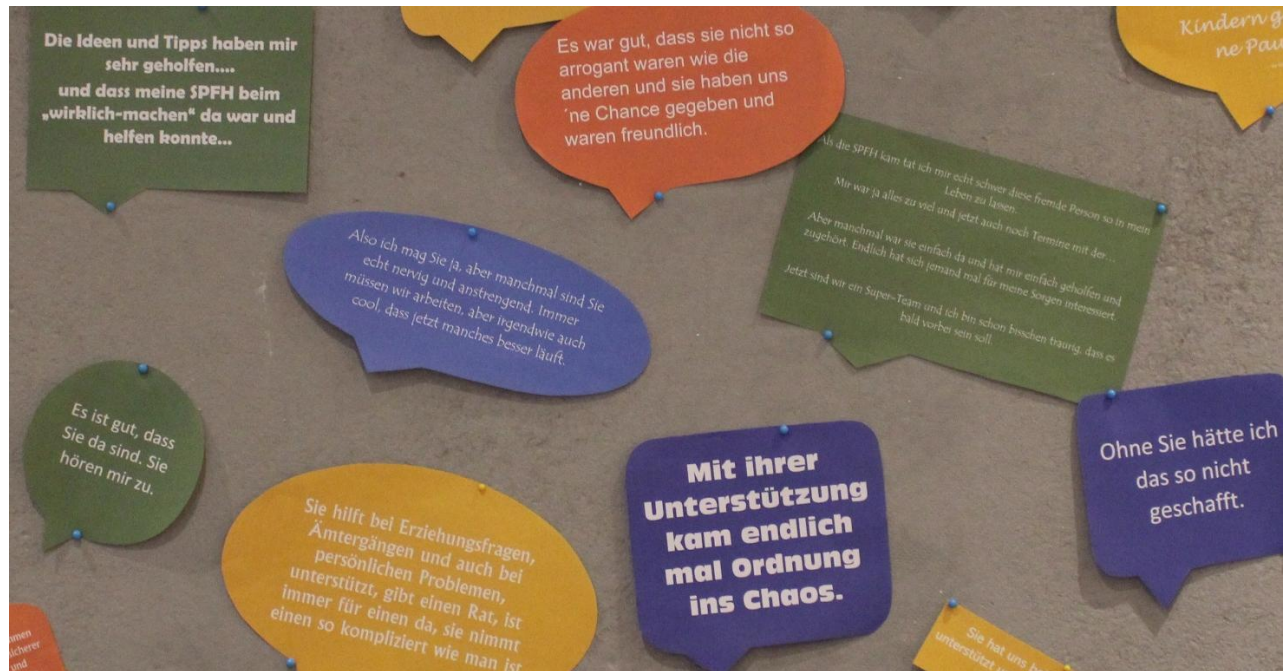 Die Ideen und Tipps haben mir
sehr geholfen....
und dass meine SPFH beim
„wirklich-machen“ da war und
helfen konnte...
Es war gut, dass sie nicht so
arrogant waren wie die
anderen und sie haben uns
´ne Chance gegeben und
waren freundlich.
Kindern
ne
Als die SPFH kam tat ich mir echt schwer diese fremde Person so in mein
Leben zu lassen.
Mir war ja alles zu viel und jetzt auch noch Termine mit der...
Aber manchmal war sie einfach da und hat mir einfach geholfen und
zugehört. Endlich hat sich jemand mal für meine Sorgen interessiert.
Jetzt sind wir ein Super-Team und ich bin schon bisschen traurig, dass es
bald vorbei sein soll
Also ich mag Sie ja, aber manchmal sind Sie
echt nervig und anstrengend. Immer
müssen wir arbeiten, aber irgendwie auch
cool, dass jetzt manches besser läuft.
Es ist gut, dass
Sie da sind. Sie
hören mir zu.
Sie hilft bei Erziehungsfragen,
Ämtergängen und auch bei
persönlichen Problemen,
unterstützt, gibt einen Rat, ist
immer für einen da, sie nimmt
einen so kompliziert wie man ist
Mit ihrer
Unterstützung
kam endlich
mal Ordnung
ins Chaos.
Ohne Sie hätte ich
das so nicht
geschafft.
Sie hat uns
unterstützt
und